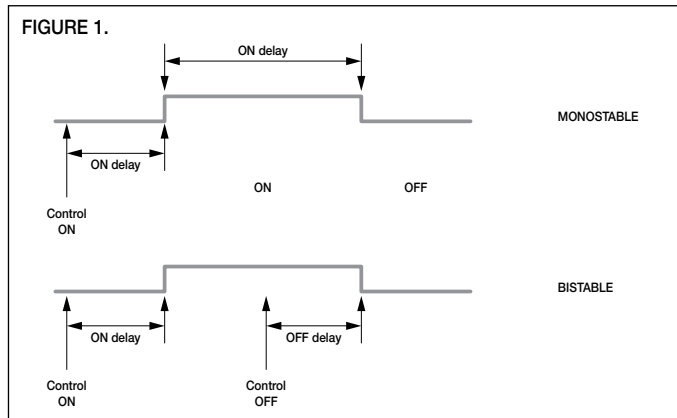 FIGURE 1.
ON delay
MONOSTABLE
ON delay
ON
OFF
Control
ON
BISTABLE
ON delay
OFF delay
Control
ON
Control
OFF